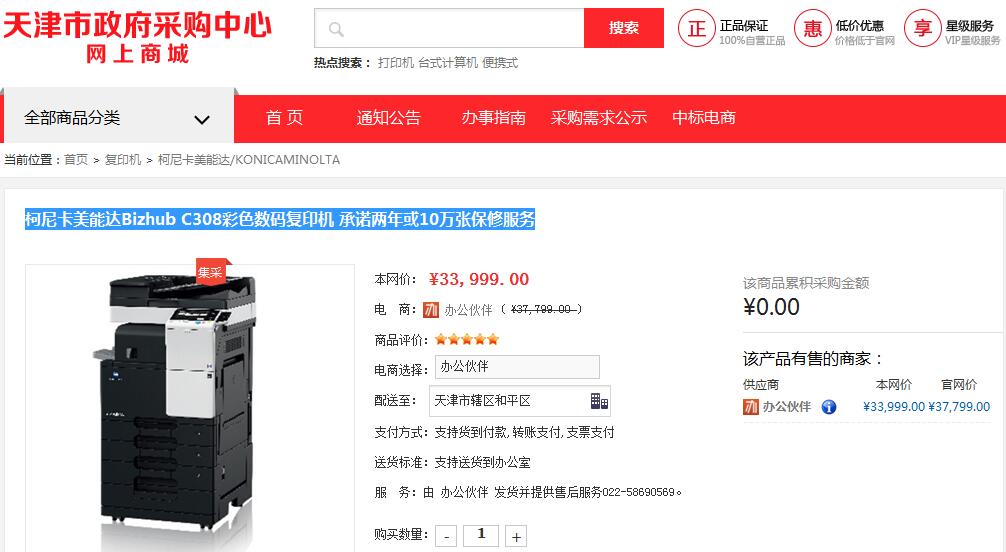 天津市政府采购中心
网上商城
搜索
热点搜索： 打印机 台式计算机 便携式
正 正品保证
100%自营正品
惠 低价优惠
价格低于官网
享 星级服务
VIP星级服务
全部商品分类 首 页 通知公告 办事指南 采购需求公示 中标电商
当前位置：首页 > 复印机 > 柯尼卡美能达/KONICAMINOLTA
柯尼卡美能达Bizhub C308彩色数码复印机 承诺两年或10万张保修服务
集采
本网价： ¥33,999.00
电 商： 办公伙伴 ( ¥37,799.00 )
商品评价：
电商选择： 办公伙伴
配送至： 天津市辖区和平区
支付方式：支持货到付款,转账支付,支票支付
送货标准：支持送货到办公室
服 务：由 办公伙伴 发货并提供售后服务022-58690569。
购买数量： - 1 +
该商品累积采购金额
¥0.00
该产品有售的商家：
供应商 本网价 官网价
办公伙伴 ¥33,999.00 ¥37,799.00